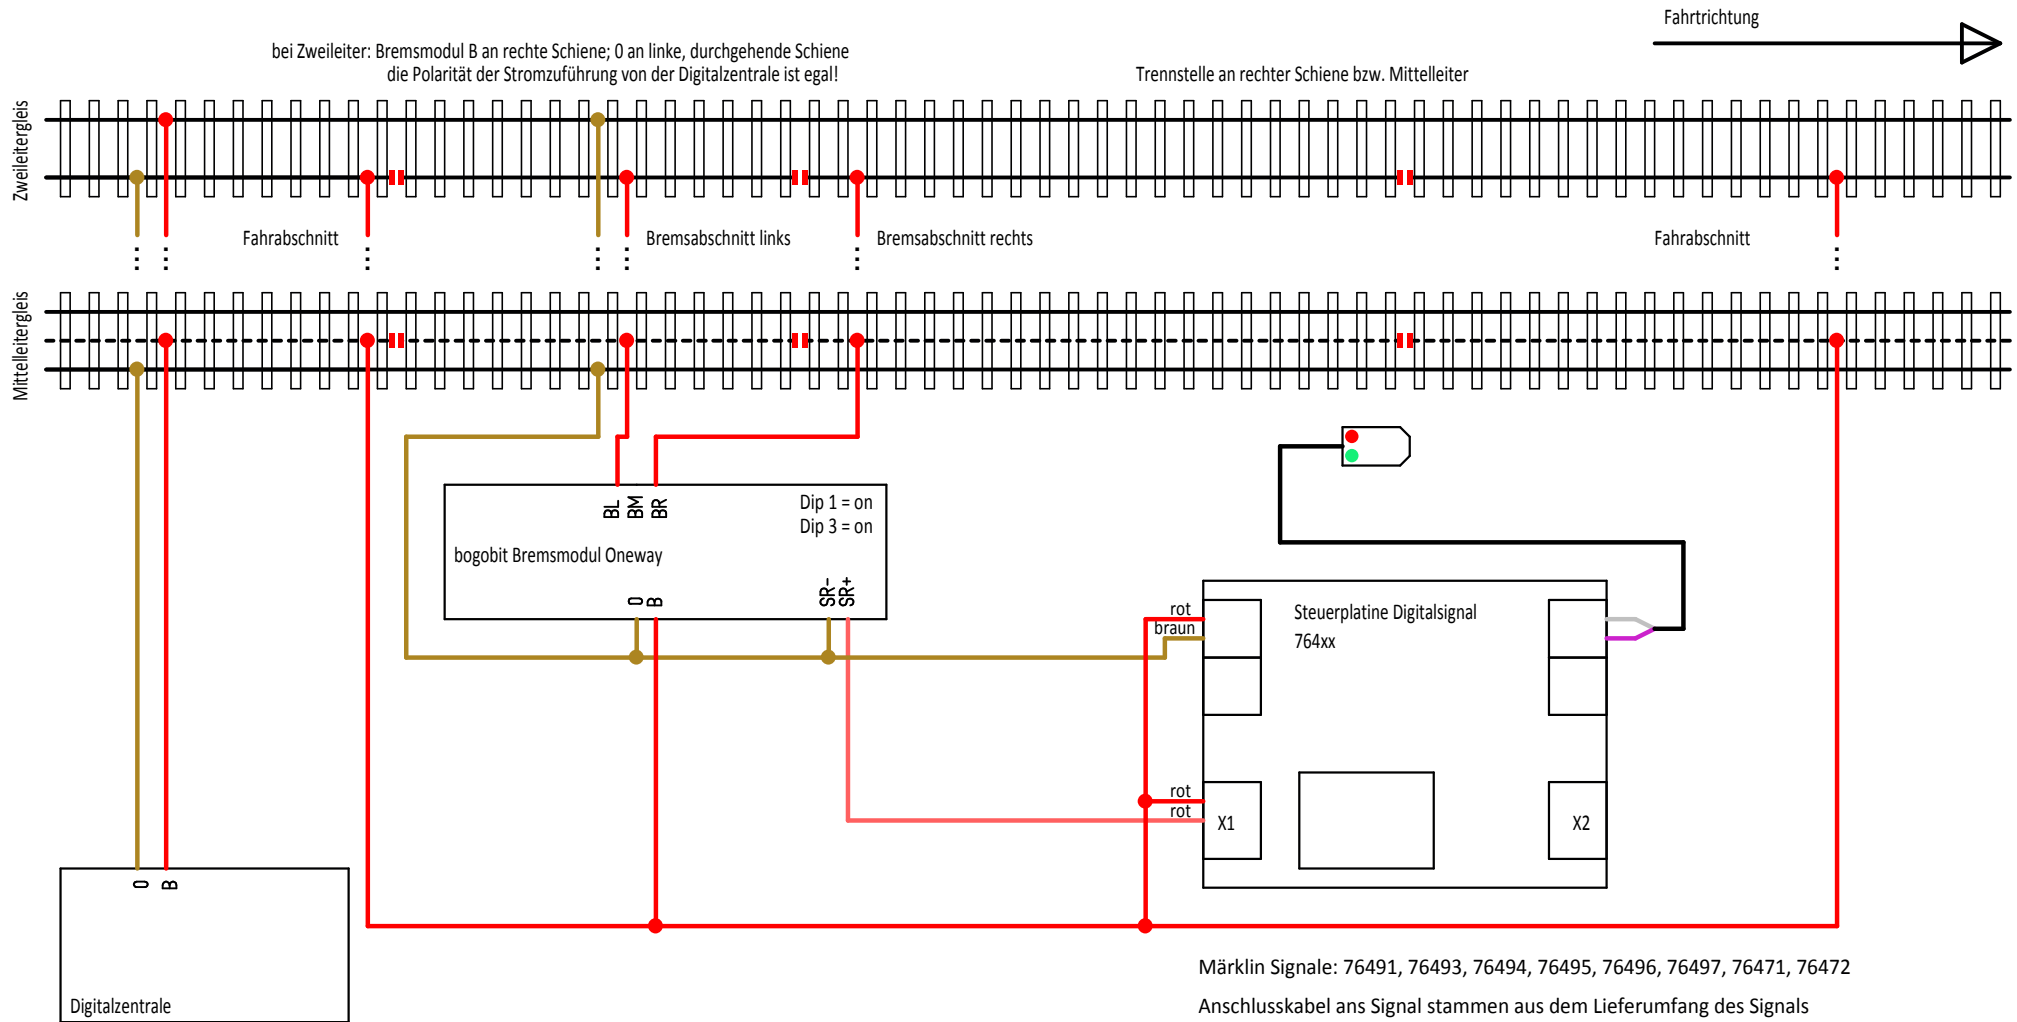 Fahrtrichtung
bei Zweileiter: Bremsmodul B an rechte Schiene; 0 an linke, durchgehende Schiene
die Polarität der Stromzuführung von der Digitalzentrale ist egal!
Trennstelle an rechter Schiene bzw. Mittelleiter
Zweileitergleis
Fahrabschnitt
Bremsabschnitt links
Bremsabschnitt rechts
Fahrabschnitt
Mittelleitergleis
BL
BM
BR
Dip 1 = on
Dip 3 = on
bogobit Bremsmodul Oneway
0
B
SR-
SR+
rot
braun
Steuerplatine Digitalsignal
764xx
rot
rot
X1
X2
0
B
Digitalzentrale
Märklin Signale: 76491, 76493, 76494, 76495, 76496, 76497, 76471, 76472
Anschlusskabel ans Signal stammen aus dem Lieferumfang des Signals